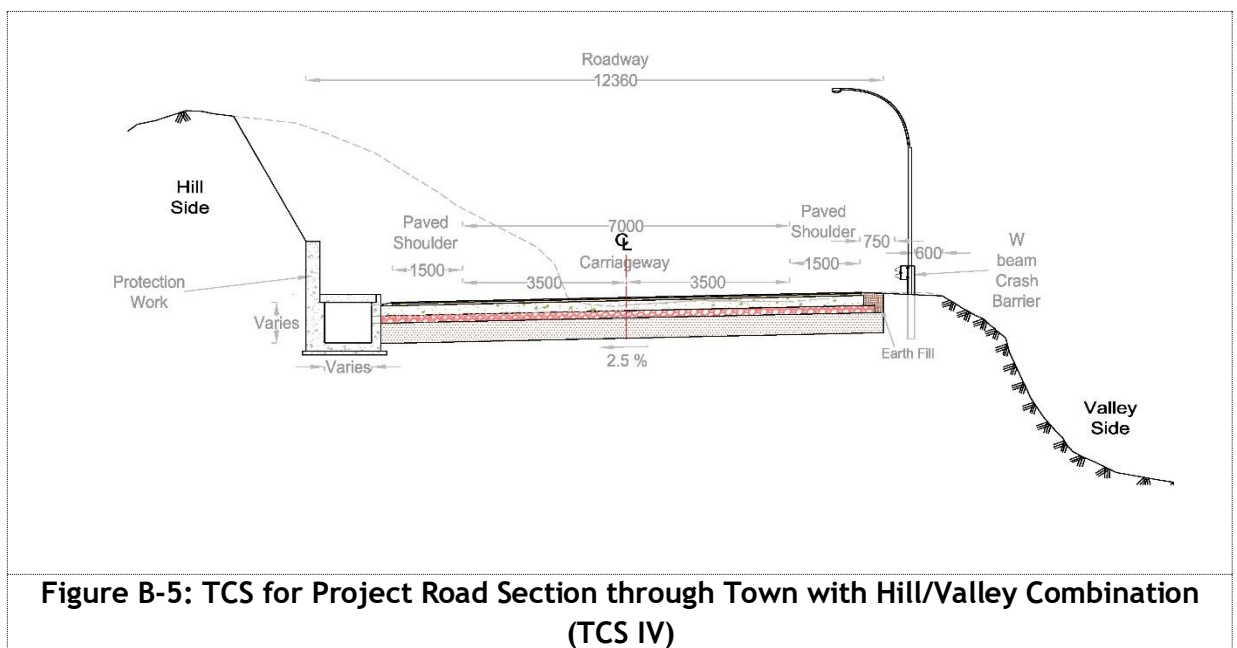 Roadway
12360
Hill
Side
Paved
Shoulder
7000
Paved
Shoulder
750
600
W
beam
Crash
Barrier
℄
Carriageway
1500
3500
3500
1500
Protection
Work
Varies
Varies
2.5 %
Earth Fill
Valley
Side
Figure B-5: TCS for Project Road Section through Town with Hill/Valley Combination
(TCS IV)